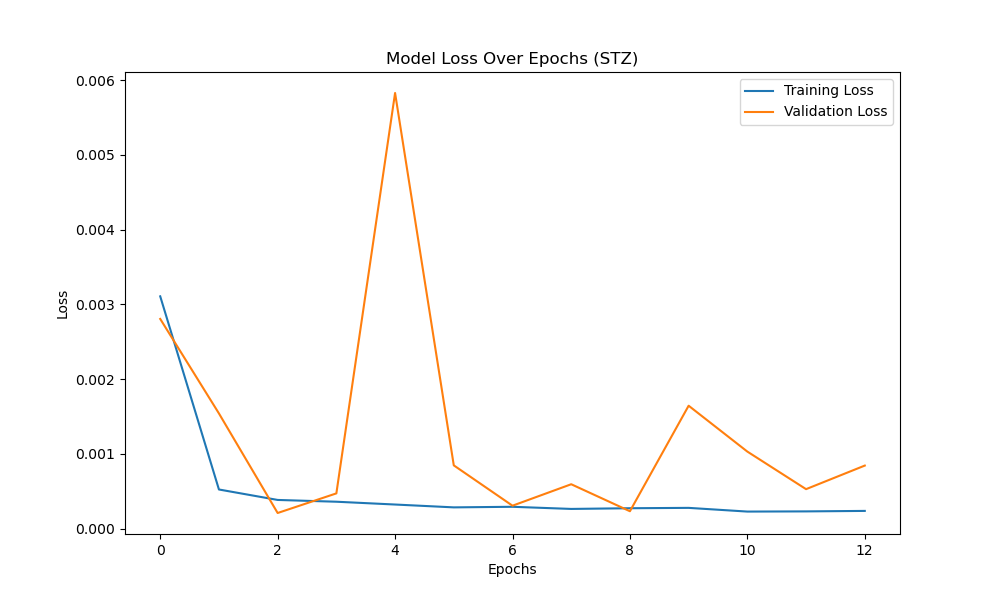 Model Loss Over Epochs (STZ)
Training Loss
Validation Loss
0.006
0.005
0.004
0.003
0.002
0.001
0.000
Loss
0 2 4 6 8 10 12
Epochs